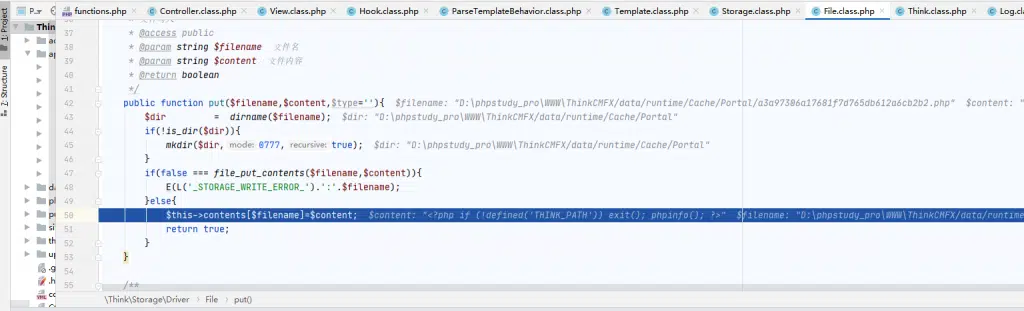 P..
functions.php × Controller.class.php × View.class.php × Hook.class.php × ParseTemplateBehavior.class.php × Template.class.php × Storage.class.php × File.class.php × Think.class.php × Log.cl
1: Project
Z: Structure
Thin
ac
ap
da
pl
pu
si
th
up
.g
.h
co
37 * @access public
38 * @param string $filename 文件名
39 * @param string $content 文件内容
40 * @return boolean
41 */
42 public function put($filename,$content,$type=''){ $filename: "D:\phpstudy_pro\WWW\ThinkCMFX/data/runtime/Cache/Portal/a3a97306a17681f7d765db612a6cb2b2.php" $content: "
43 $dir = dirname($filename); $dir: "D:\phpstudy_pro\WWW\ThinkCMFX/data/runtime/Cache/Portal"
44 if(!is_dir($dir)){
45 mkdir($dir, mode: 0777, recursive: true); $dir: "D:\phpstudy_pro\WWW\ThinkCMFX/data/runtime/Cache/Portal"
46 }
47 if(false === file_put_contents($filename,$content)){
48 E(L('_STORAGE_WRITE_ERROR_').':'.$filename);
49 }else{
50 $this->contents[$filename]=$content; $content: "<?php if (!defined('THINK_PATH')) exit(); phpinfo(); ?>" $filename: "D:\phpstudy_pro\WWW\ThinkCMFX/data/runtime
51 return true;
52 }
53 }
54
55 /**
\Think\Storage\Driver › File › put()